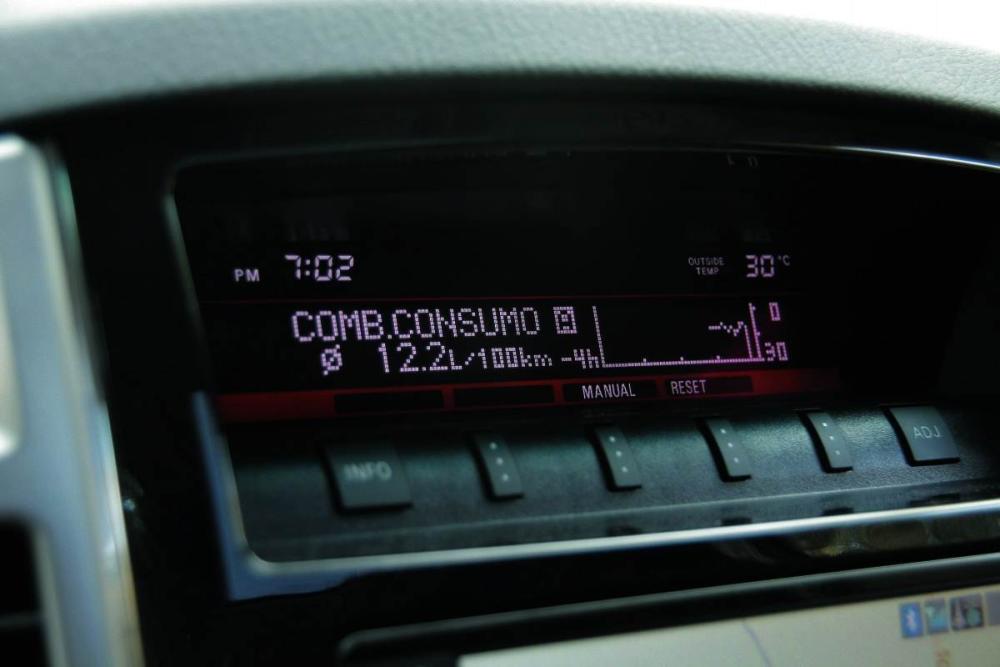 PM 7:02 OUTSIDE TEMP 30°C
COMB.CONSUMO 0
ø 12.2L/100km -4h 30
MANUAL RESET
INFO ADJ